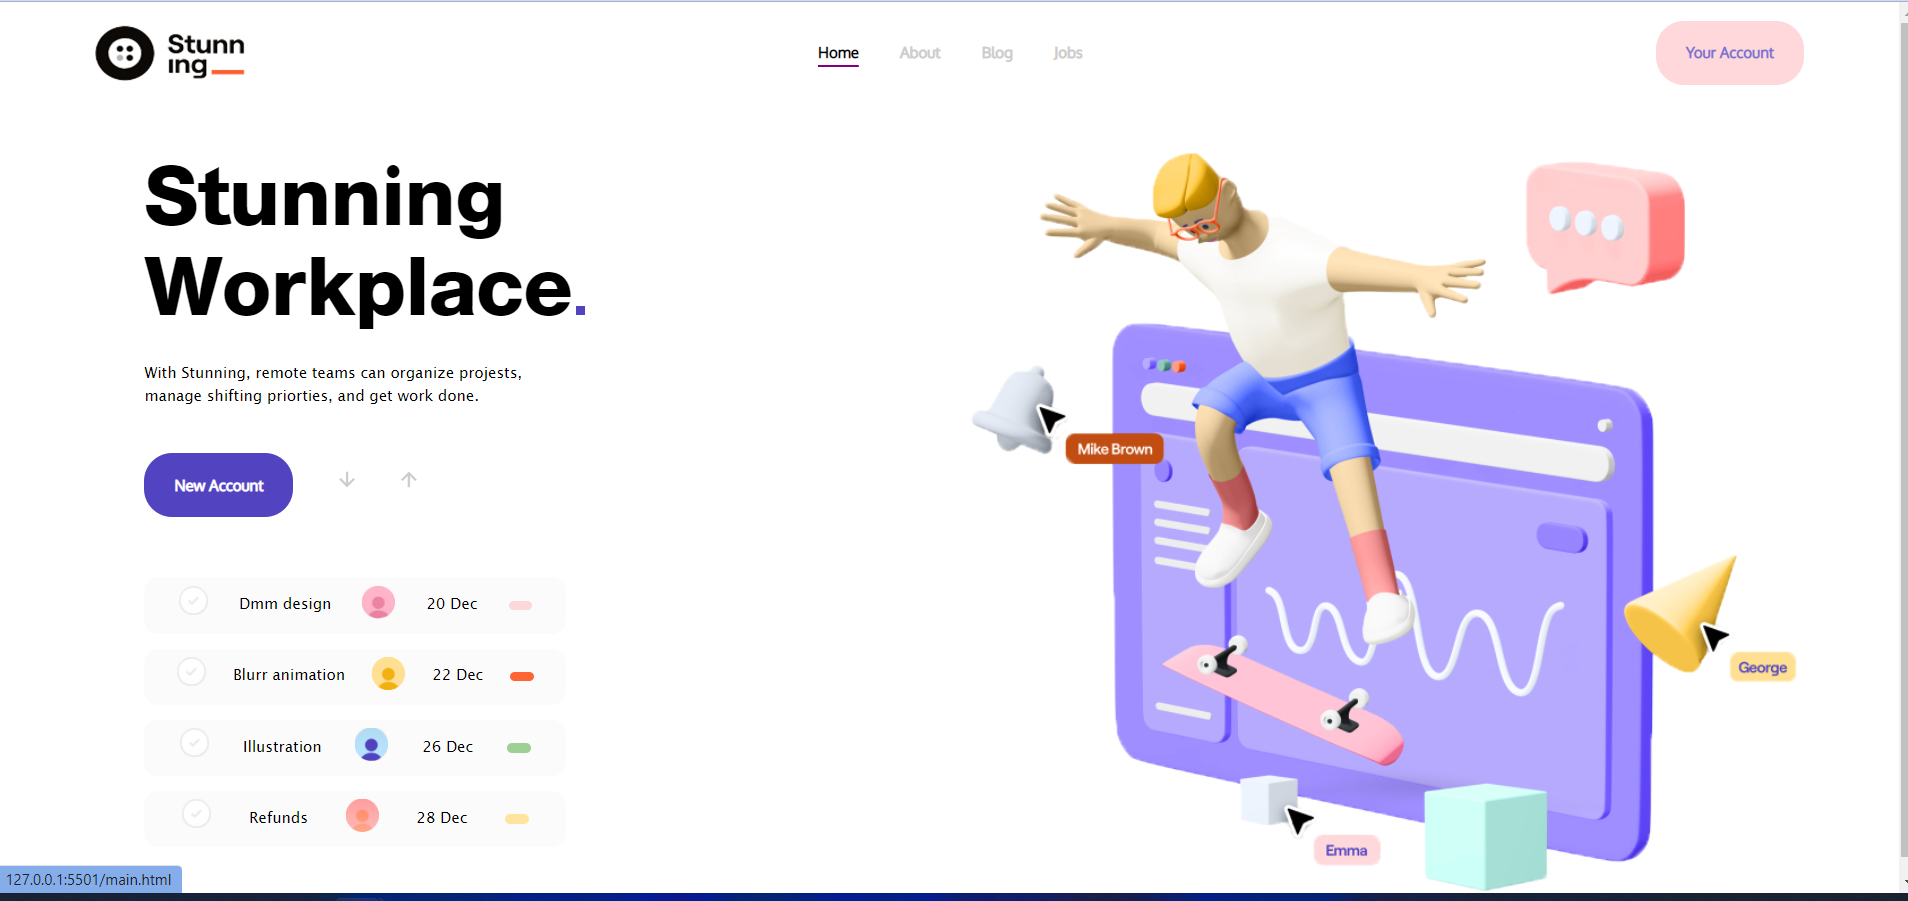 Stunn
ing
Home About Blog Jobs
Your Account
Stunning
Workplace.
With Stunning, remote teams can organize projests,
manage shifting priorties, and get work done.
New Account
Dmm design 20 Dec
Blurr animation 22 Dec
Illustration 26 Dec
Refunds 28 Dec
Mike Brown
George
Emma
127.0.0.1:5501/main.html